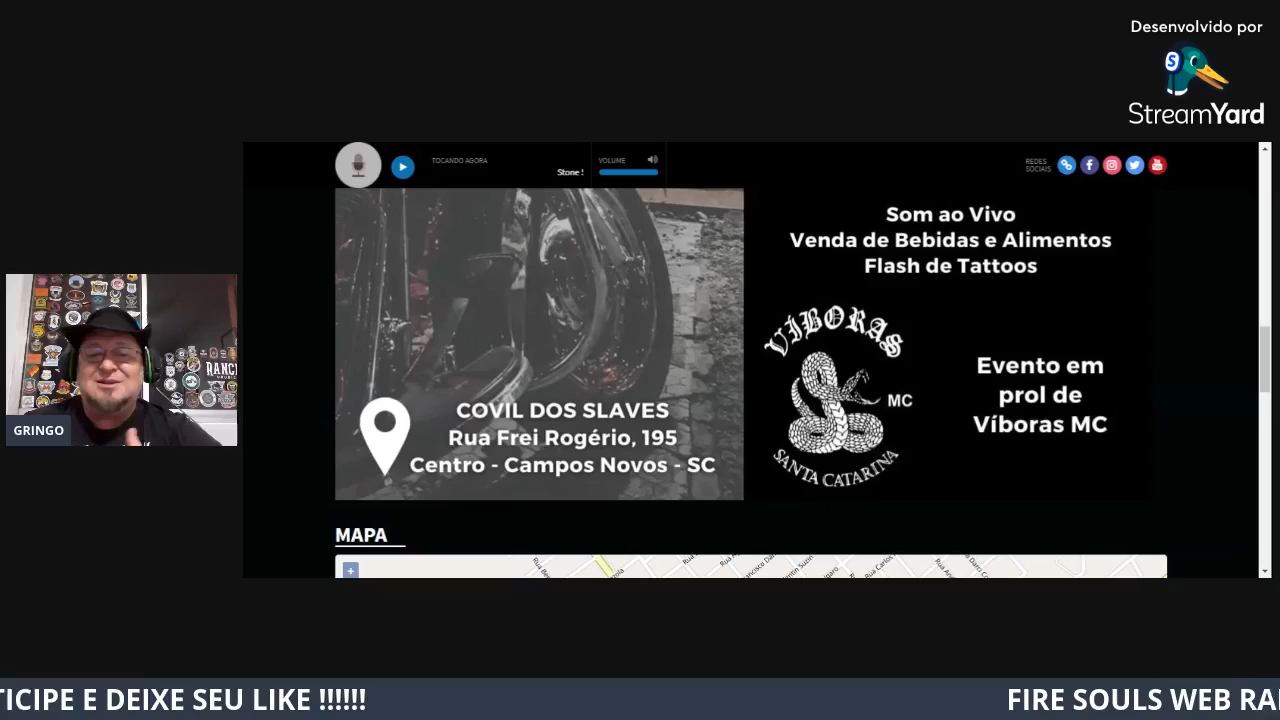 Desenvolvido por
StreamYard
TOCANDO AGORA
Stone
VOLUME
REDES
SOCIAIS
Som ao Vivo
Venda de Bebidas e Alimentos
Flash de Tattoos
VÍBORAS
MC
SANTA CATARINA
Evento em
prol de
Víboras MC
COVIL DOS SLAVES
Rua Frei Rogério, 195
Centro - Campos Novos - SC
MAPA
GRINGO
TICIPE E DEIXE SEU LIKE !!!!!!
FIRE SOULS WEB RA